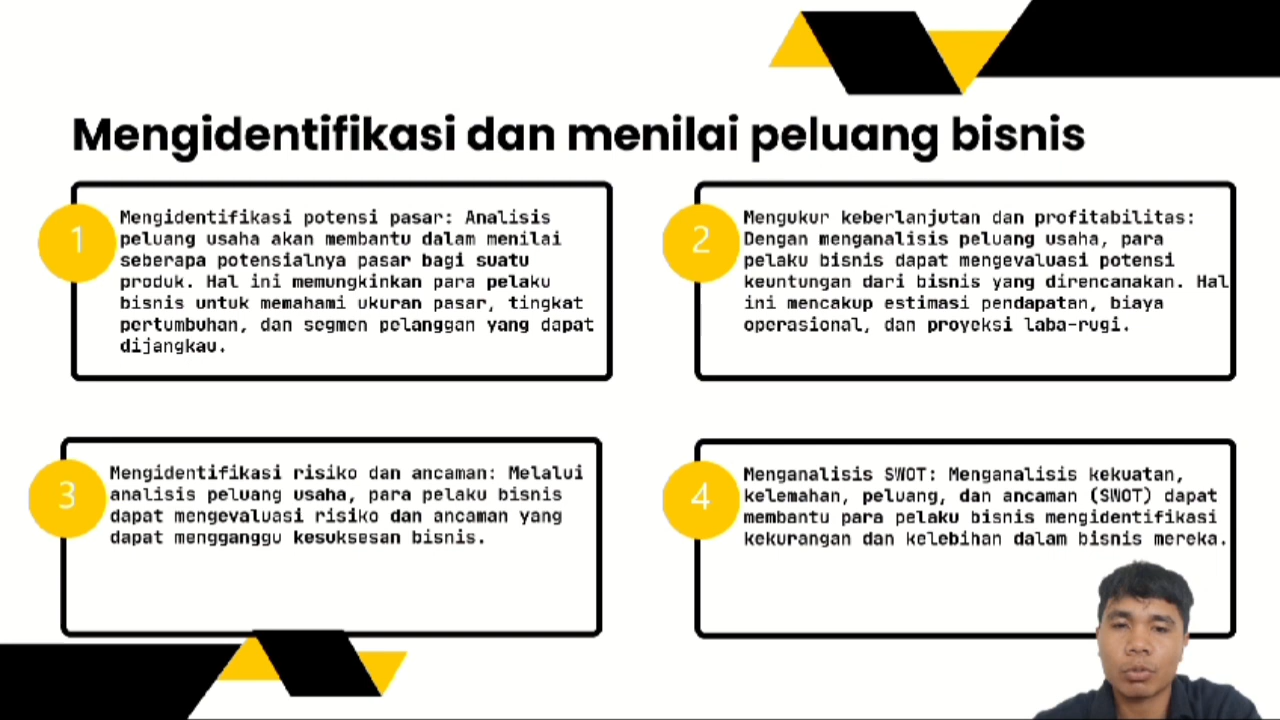 Mengidentifikasi dan menilai peluang bisnis
1
Mengidentifikasi potensi pasar: Analisis
peluang usaha akan membantu dalam menilai
seberapa potensialnya pasar bagi suatu
produk. Hal ini memungkinkan para pelaku
bisnis untuk memahami ukuran pasar, tingkat
pertumbuhan, dan segmen pelanggan yang dapat
dijangkau.
2
Mengukur keberlanjutan dan profitabilitas:
Dengan menganalisis peluang usaha, para
pelaku bisnis dapat mengevaluasi potensi
keuntungan dari bisnis yang direncanakan. Hal
ini mencakup estimasi pendapatan, biaya
operasional, dan proyeksi laba-rugi.
3
Mengidentifikasi risiko dan ancaman: Melalui
analisis peluang usaha, para pelaku bisnis
dapat mengevaluasi risiko dan ancaman yang
dapat mengganggu kesuksesan bisnis.
4
Menganalisis SWOT: Menganalisis kekuatan,
kelemahan, peluang, dan ancaman (SWOT) dapat
membantu para pelaku bisnis mengidentifikasi
kekurangan dan kelebihan dalam bisnis mereka.